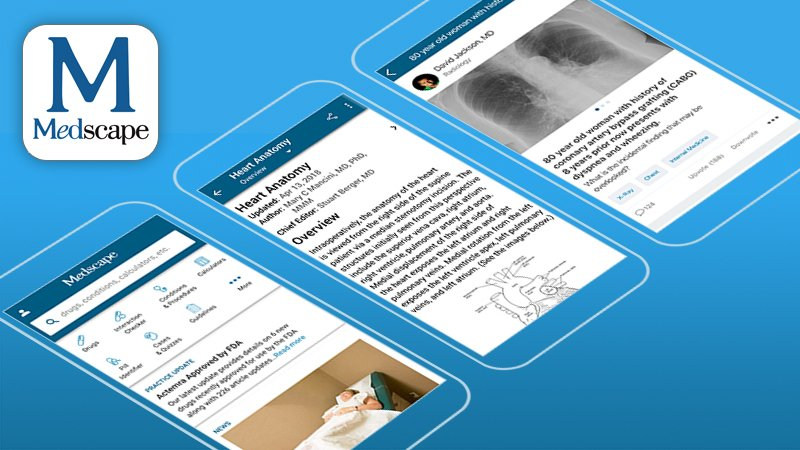 M
Medscape
Medscape
drugs, conditions, calculators, etc.
Drugs
Interaction Checker
Conditions & Procedures
Calculators
Pill Identifier
Cases & Quizzes
Guidelines
More
PRACTICE UPDATE
Actemra Approved by FDA
Our latest update provides details on 6 new
drugs recently approved for use by the FDA
along with 226 article updates...Read more
NEWS
Heart Anatomy
Overview
Heart Anatomy
Updated: Apr 13, 2018
Author: Mary C Mancini, MD, PhD,
MMM
Chief Editor: Stuart Berger, MD
Overview
Intraoperatively, the anatomy of the heart
is viewed from the right side of the supine
patient via a median sternotomy incision. The
structures initially seen from this perspective
include the superior vena cava, right atrium,
right ventricle, pulmonary artery, and aorta.
Medial displacement of the right side of
the heart exposes the left atrium and right
pulmonary veins. Medial rotation from the left
exposes the left ventricle apex, left pulmonary
veins, and left atrium. (See the images below.)
80 year old woman with histor
David Jackson, MD
Radiology
80 year old woman with history of
coronary artery bypass grafting (CABG)
8 years prior now presents with
dyspnea and wheezing.
What is the incidental finding that may be
overlooked?
X-Ray
Chest
Internal Medicine
124
Upvote (188)
Downvote